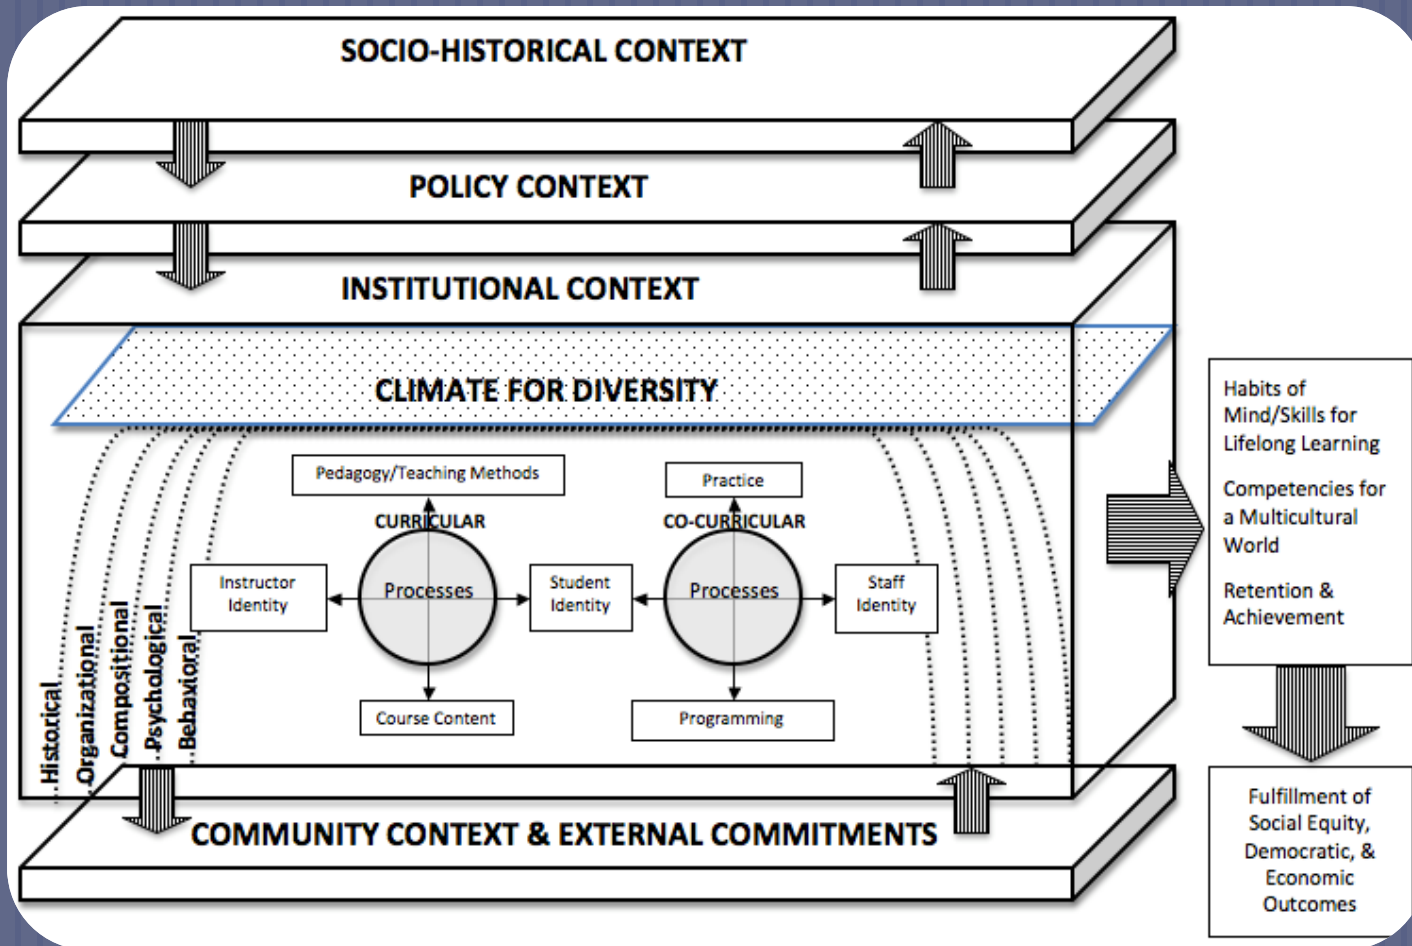 SOCIO-HISTORICAL CONTEXT
POLICY CONTEXT
INSTITUTIONAL CONTEXT
CLIMATE FOR DIVERSITY
Historical
Organizational
Compositional
Psychological
Behavioral
Pedagogy/Teaching Methods
CURRICULAR
Instructor
Identity
Processes
Student
Identity
Course Content
Practice
CO-CURRICULAR
Processes
Staff
Identity
Programming
COMMUNITY CONTEXT & EXTERNAL COMMITMENTS
Habits of
Mind/Skills for
Lifelong Learning
Competencies for
a Multicultural
World
Retention &
Achievement
Fulfillment of
Social Equity,
Democratic, &
Economic
Outcomes